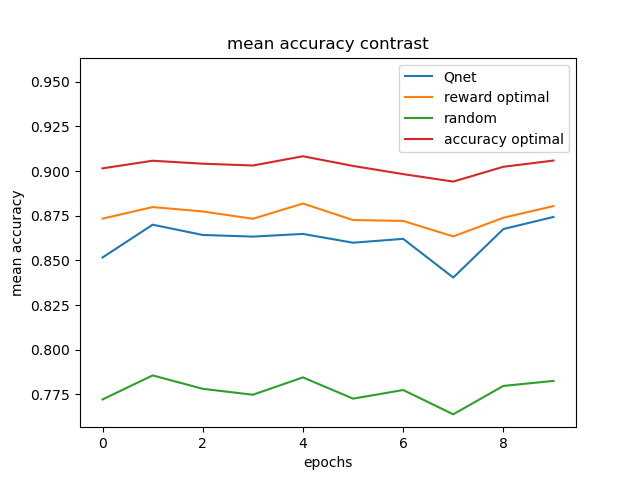 mean accuracy contrast
Qnet
reward optimal
random
accuracy optimal
mean accuracy
0.950
0.925
0.900
0.875
0.850
0.825
0.800
0.775
0 2 4 6 8
epochs